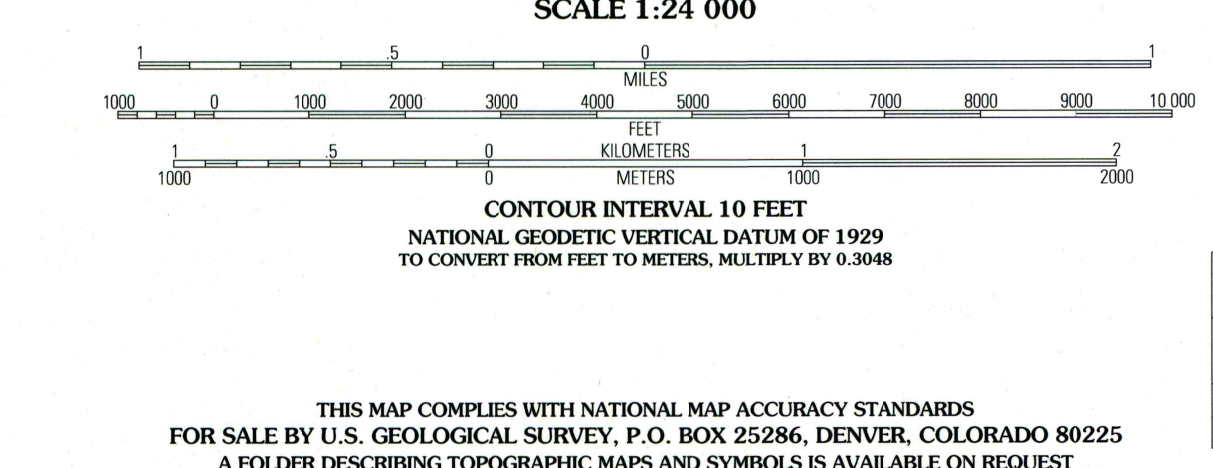 SCALE 1:24 000
1 .5 0 1
MILES
1000 0 1000 2000 3000 4000 5000 6000 7000 8000 9000 10 000
FEET
1 .5 0 KILOMETERS 1 2
1000 0 METERS 1000 2000
CONTOUR INTERVAL 10 FEET
NATIONAL GEODETIC VERTICAL DATUM OF 1929
TO CONVERT FROM FEET TO METERS, MULTIPLY BY 0.3048
THIS MAP COMPLIES WITH NATIONAL MAP ACCURACY STANDARDS
FOR SALE BY U.S. GEOLOGICAL SURVEY, P.O. BOX 25286, DENVER, COLORADO 80225
A FOLDER DESCRIBING TOPOGRAPHIC MAPS AND SYMBOLS IS AVAILABLE ON REQUEST